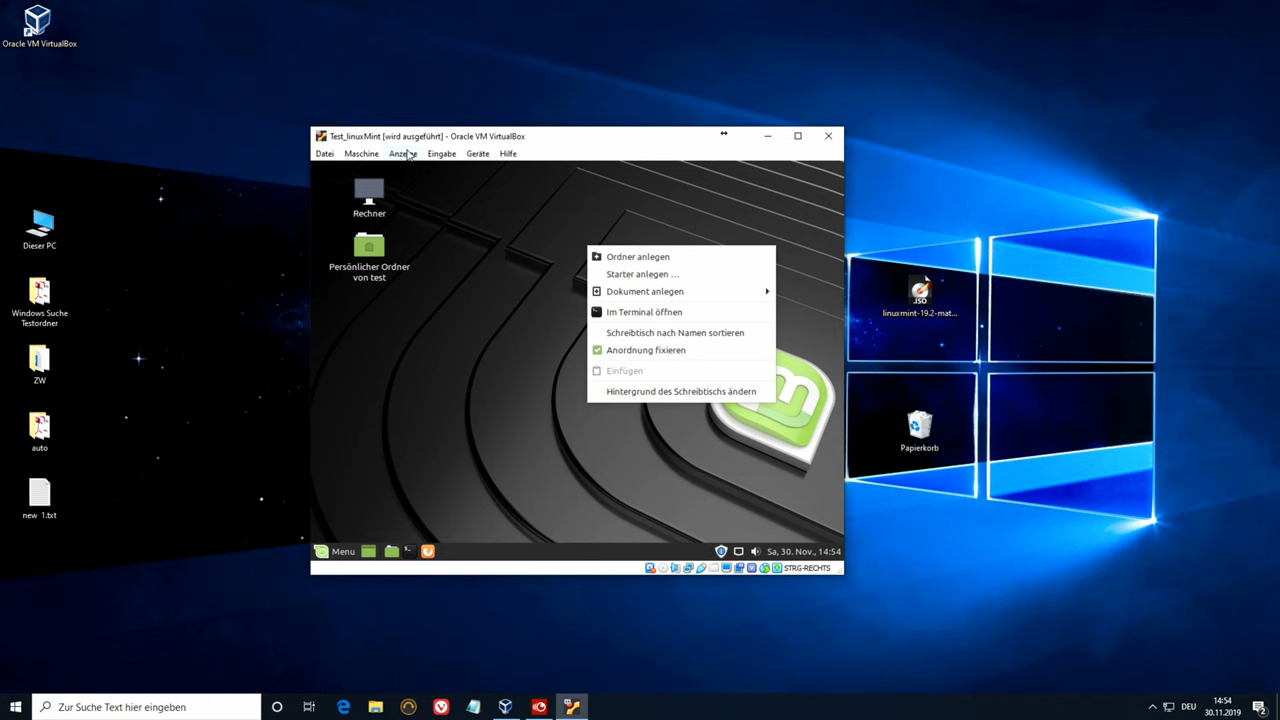 Oracle VM VirtualBox
Dieser PC
Windows Suche
Testordner
ZW
auto
new 1.txt
Test_linuxMint [wird ausgeführt] - Oracle VM VirtualBox
Datei Maschine Anzeige Eingabe Geräte Hilfe
Rechner
Persönlicher Ordner
von test
Ordner anlegen
Starter anlegen ...
Dokument anlegen
Im Terminal öffnen
Schreibtisch nach Namen sortieren
Anordnung fixieren
Einfügen
Hintergrund des Schreibtischs ändern
Menu
Sa, 30. Nov., 14:54
STRG-RECHTS
.ISO
linuxmint-19.2-mat...
Papierkorb
Zur Suche Text hier eingeben
DEU
14:54
30.11.2019
2